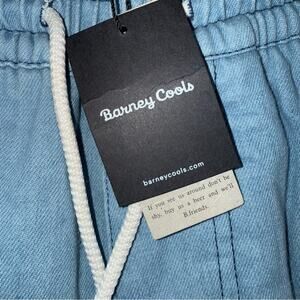 Barney Cools
barneycools.com
If you see us around don't be
shy, buy us a beer and we'll
B.friends.